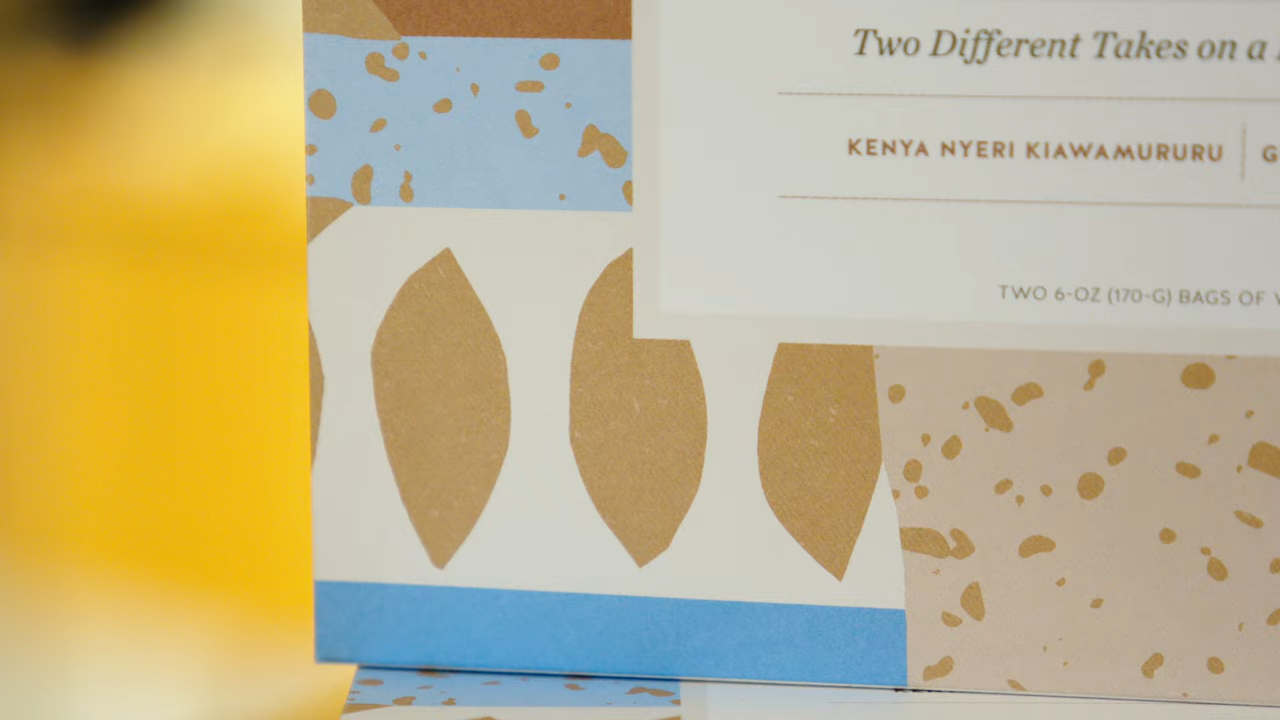 Two Different Takes on a
KENYA NYERI KIAWAMURURU | G
TWO 6-OZ (170-G) BAGS OF